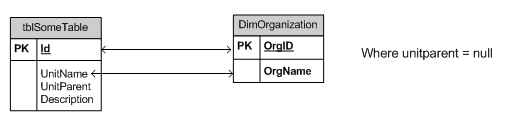 tblSomeTable
PK Id
UnitName
UnitParent
Description
DimOrganization
PK OrgID
OrgName
Where unitparent = null